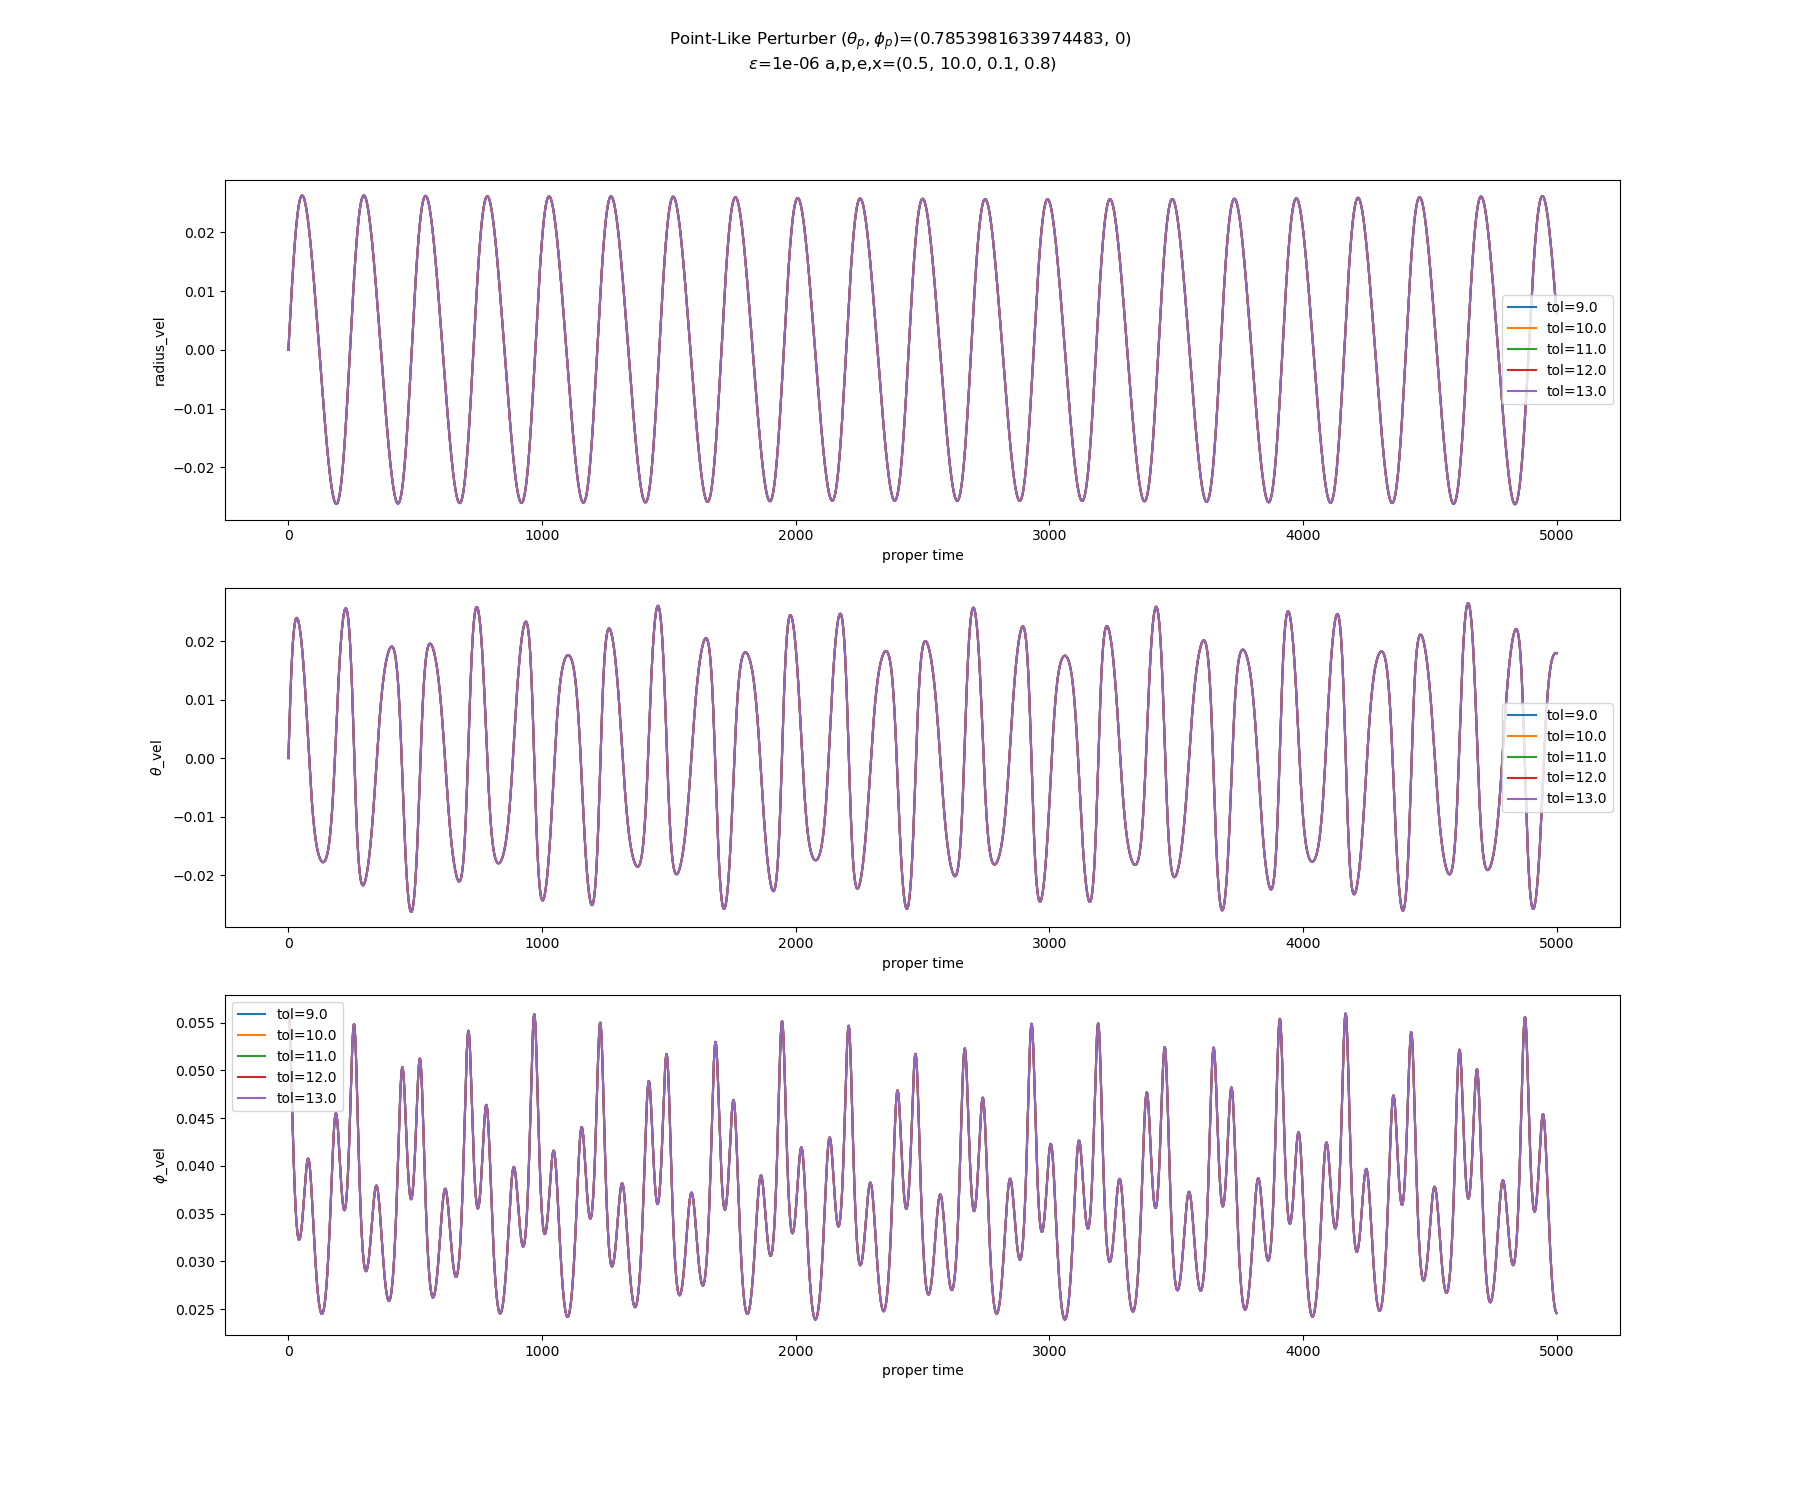 Point-Like Perturber (θp, ϕp)=(0.7853981633974483, 0)
ε=1e-06 a,p,e,x=(0.5, 10.0, 0.1, 0.8)
radius_vel
0.02
0.01
0.00
−0.01
−0.02
tol=9.0
tol=10.0
tol=11.0
tol=12.0
tol=13.0
0 1000 2000 3000 4000 5000
proper time
θ_vel
0.02
0.01
0.00
−0.01
−0.02
tol=9.0
tol=10.0
tol=11.0
tol=12.0
tol=13.0
0 1000 2000 3000 4000 5000
proper time
ϕ_vel
0.055
0.050
0.045
0.040
0.035
0.030
0.025
tol=9.0
tol=10.0
tol=11.0
tol=12.0
tol=13.0
0 1000 2000 3000 4000 5000
proper time